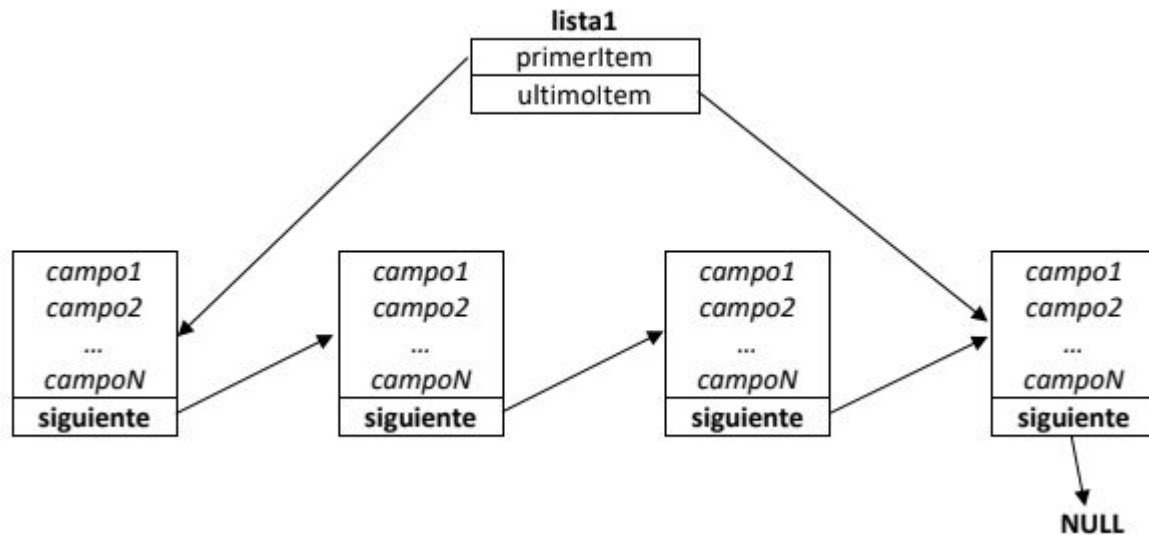 lista1
primerItem
ultimoItem
campo1
campo2
...
campoN
siguiente
campo1
campo2
...
campoN
siguiente
campo1
campo2
...
campoN
siguiente
campo1
campo2
...
campoN
siguiente
NULL